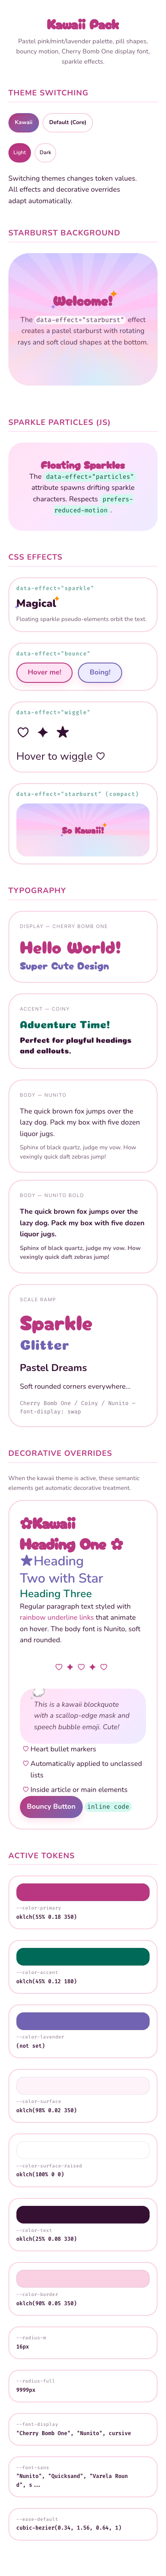 Kawaii Pack
Pastel pink/mint/lavender palette, pill shapes,
bouncy motion, Cherry Bomb One display font,
sparkle effects.
THEME SWITCHING
Kawaii
Default (Core)
Light
Dark
Switching themes changes token values.
All effects and decorative overrides
adapt automatically.
STARBURST BACKGROUND
Welcome!
The data-effect="starburst" effect
creates a pastel starburst with rotating
rays and soft cloud shapes at the bottom.
SPARKLE PARTICLES (JS)
Floating Sparkles
The data-effect="particles"
attribute spawns drifting sparkle
characters. Respects prefers-
reduced-motion.
CSS EFFECTS
data-effect="sparkle"
Magical
Floating sparkle pseudo-elements orbit the text.
data-effect="bounce"
Hover me!
Boing!
data-effect="wiggle"
♡ ✦ ★
Hover to wiggle ♡
data-effect="starburst" (compact)
So Kawaii!
TYPOGRAPHY
DISPLAY — CHERRY BOMB ONE
Hello World!
Super Cute Design
ACCENT — COINY
Adventure Time!
Perfect for playful headings
and callouts.
BODY — NUNITO
The quick brown fox jumps over the
lazy dog. Pack my box with five dozen
liquor jugs.
Sphinx of black quartz, judge my vow. How
vexingly quick daft zebras jump!
BODY — NUNITO BOLD
The quick brown fox jumps over the
lazy dog. Pack my box with five dozen
liquor jugs.
Sphinx of black quartz, judge my vow. How
vexingly quick daft zebras jump!
SCALE RAMP
Sparkle
Glitter
Pastel Dreams
Soft rounded corners everywhere...
Cherry Bomb One / Coiny / Nunito —
font-display: swap
DECORATIVE OVERRIDES
When the kawaii theme is active, these semantic
elements get automatic decorative treatment.
✿Kawaii
Heading One ✿
★Heading
Two with Star
Heading Three
Regular paragraph text styled with
rainbow underline links that animate
on hover. The body font is Nunito, soft
and rounded.
♡ ✦ ♡ ✦ ♡
This is a kawaii blockquote
with a scallop-edge mask and
speech bubble emoji. Cute!
♡ Heart bullet markers
♡ Automatically applied to unclassed
lists
♡ Inside article or main elements
Bouncy Button
inline code
ACTIVE TOKENS
--color-primary
oklch(55% 0.18 350)
--color-accent
oklch(45% 0.12 180)
--color-lavender
(not set)
--color-surface
oklch(98% 0.02 350)
--color-surface-raised
oklch(100% 0 0)
--color-text
oklch(25% 0.08 330)
--color-border
oklch(90% 0.05 350)
--radius-m
16px
--radius-full
9999px
--font-display
"Cherry Bomb One", "Nunito", cursive
--font-sans
"Nunito", "Quicksand", "Varela Roun
d", s...
--ease-default
cubic-bezier(0.34, 1.56, 0.64, 1)